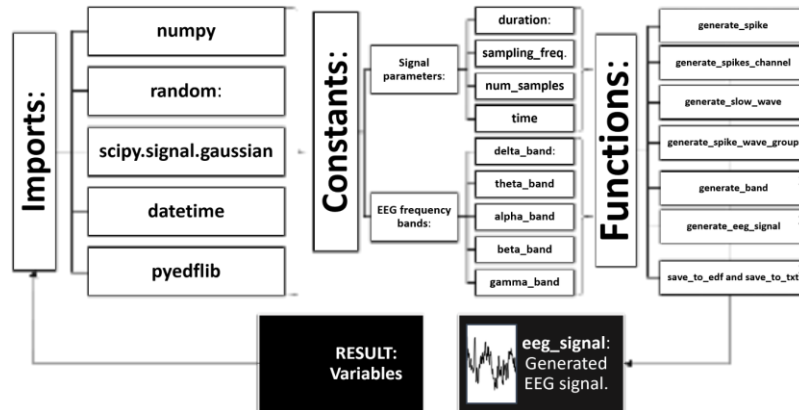 Imports:
numpy
random:
scipy.signal.gaussian
datetime
pyedflib
Constants:
Signal
parameters:
duration:
sampling_freq.
num_samples
time
EEG frequency
bands:
delta_band:
theta_band
alpha_band
beta_band
gamma_band
Functions:
generate_spike
generate_spikes_channel
generate_slow_wave
generate_spike_wave_group
generate_band
generate_eeg_signal
save_to_edf and save_to_txt
RESULT:
Variables
eeg_signal:
Generated
EEG signal.